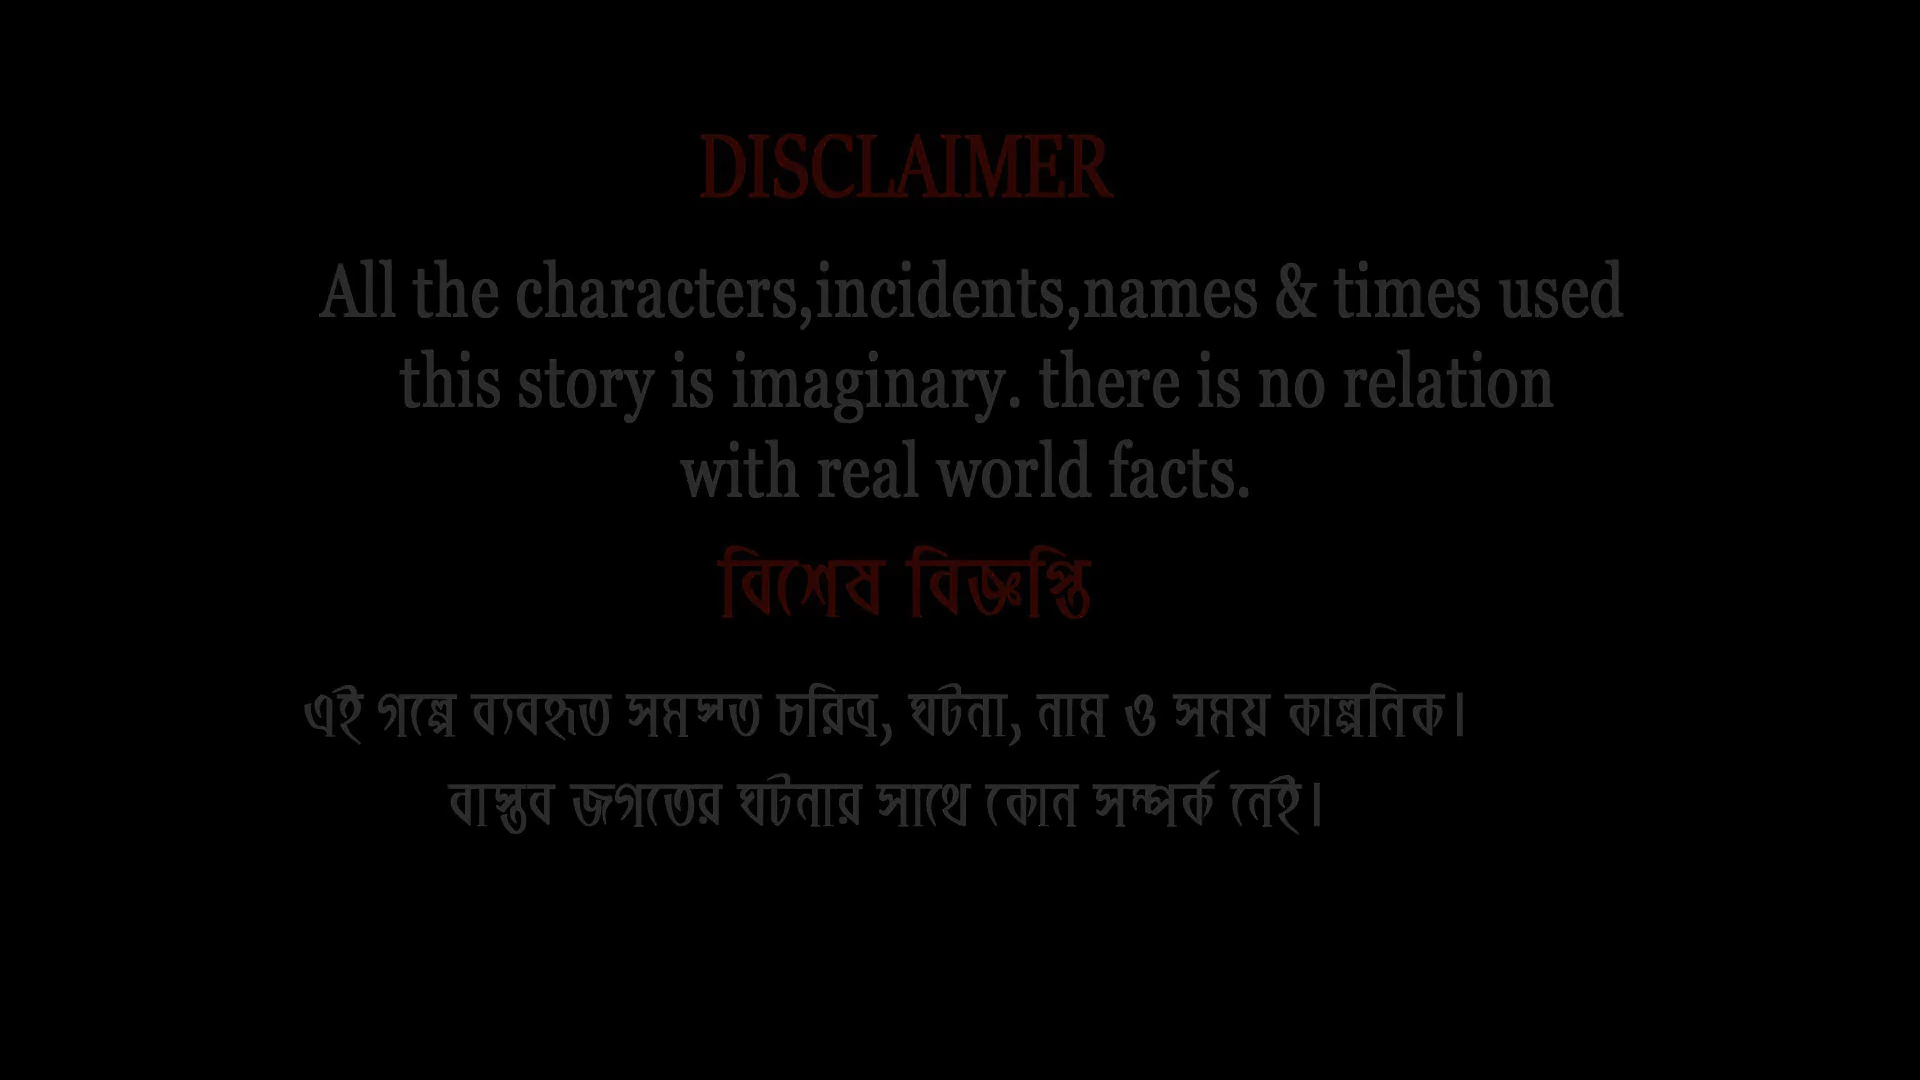 DISCLAIMER
All the characters,incidents,names & times used
this story is imaginary. there is no relation
with real world facts.
বিশেষ বিজ্ঞপ্তি
এই গল্পে ব্যবহৃত সমস্ত চরিত্র, ঘটনা, নাম ও সময় কাল্পনিক।
বাস্তব জগতের ঘটনার সাথে কোন সম্পর্ক নেই।